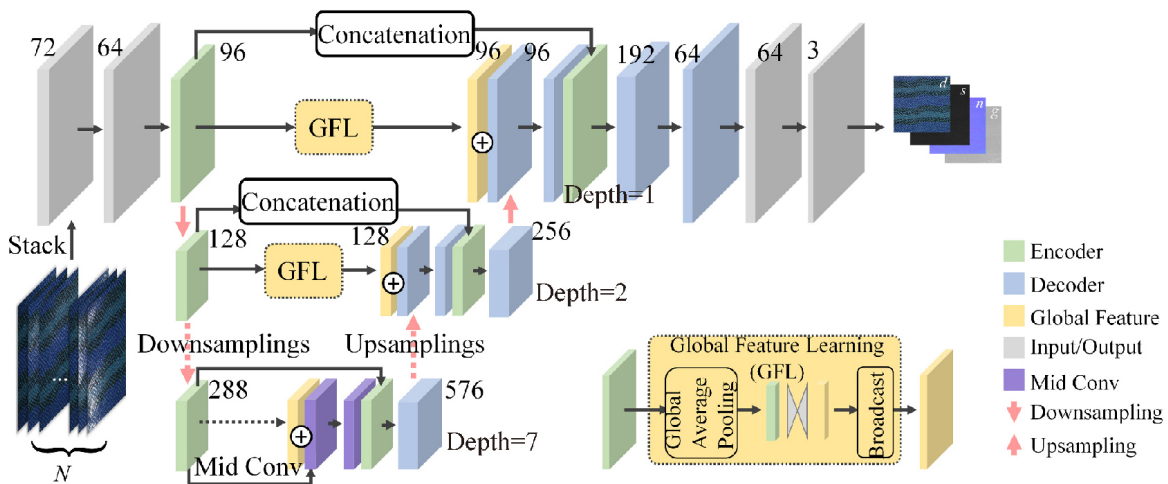 72
64
96
Concatenation
96
96
192
64
64
3
GFL
d
s
n
g
Depth=1
Stack
128
Concatenation
128
256
GFL
Depth=2
...
N
Downsamplings
Upsamplings
288
576
Mid Conv
Depth=7
Global Feature Learning
(GFL)
Global
Average
Pooling
Broadcast
Encoder
Decoder
Global Feature
Input/Output
Mid Conv
Downsampling
Upsampling